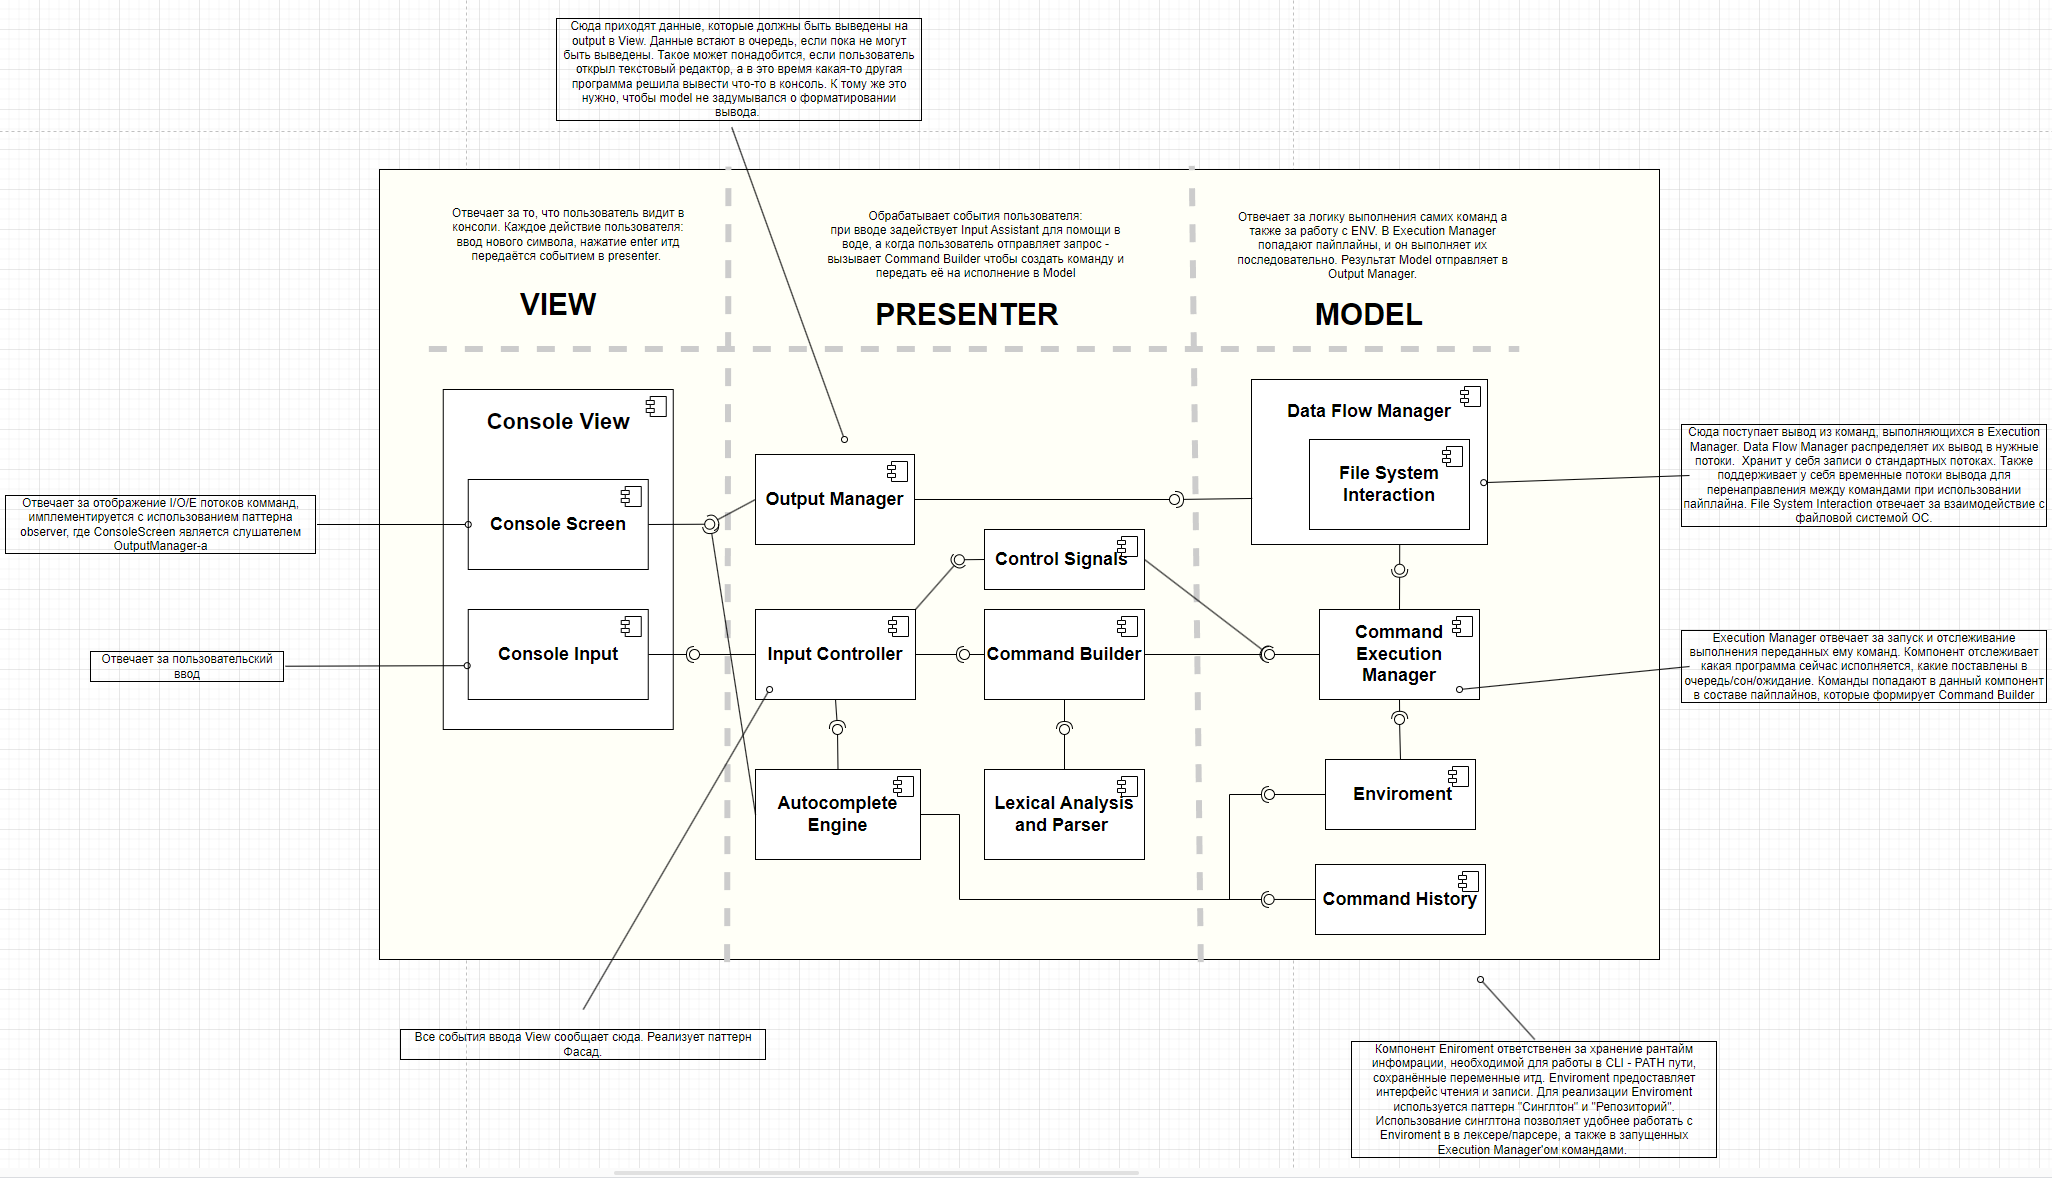 Сюда приходят данные, которые должны быть выведены на
output в View. Данные встают в очередь, если пока не могут
быть выведены. Такое может понадобится, если пользователь
открыл текстовый редактор, а в это время какая-то другая
программа решила вывести что-то в консоль. К тому же это
нужно, чтобы model не задумывался о форматировании
вывода.
Отвечает за то, что пользователь видит в
консоли. Каждое действие пользователя:
ввод нового символа, нажатие enter итд
передаётся событием в presenter.
VIEW
Обрабатывает события пользователя:
при вводе задействует Input Assistant для помощи в
воде, а когда пользователь отправляет запрос -
вызывает Command Builder чтобы создать команду и
передать её на исполнение в Model
PRESENTER
Отвечает за логику выполнения самих команд а
также за работу с ENV. В Execution Manager
попадают пайплайны, и он выполняет их
последовательно. Результат Model отправляет в
Output Manager.
MODEL
Console View
Console Screen
Console Input
Output Manager
Control Signals
Input Controller
Command Builder
Autocomplete
Engine
Lexical Analysis
and Parser
Data Flow Manager
File System
Interaction
Command
Execution
Manager
Enviroment
Command History
Отвечает за отображение I/O/E потоков комманд,
имплементируется с использованием паттерна
observer, где ConsoleScreen является слушателем
OutputManager-а
Отвечает за пользовательский
ввод
Сюда поступает вывод из команд, выполняющихся в Execution
Manager. Data Flow Manager распределяет их вывод в нужные
потоки. Хранит у себя записи о стандартных потоках. Также
поддерживает у себя временные потоки вывода для
перенаправления между командами при использовании
пайплайна. File System Interaction отвечает за взаимодействие с
файловой системой ОС.
Execution Manager отвечает за запуск и отслеживание
выполнения переданных ему команд. Компонент отслеживает
какая программа сейчас исполняется, какие поставлены в
очередь/сон/ожидание. Команды попадают в данный компонент
в составе пайплайнов, которые формирует Command Builder
Все события ввода View сообщает сюда. Реализует паттерн
Фасад.
Компонент Eniroment ответственен за хранение рантайм
инфомрации, необходимой для работы в CLI - PATH пути,
сохранённые переменные итд. Enviroment предоставляет
интерфейс чтения и записи. Для реализации Enviroment
используется паттерн "Синглтон" и "Репозиторий".
Использование синглтона позволяет удобнее работать с
Enviroment в в лексере/парсере, а также в запущенных
Execution Manager'ом командами.